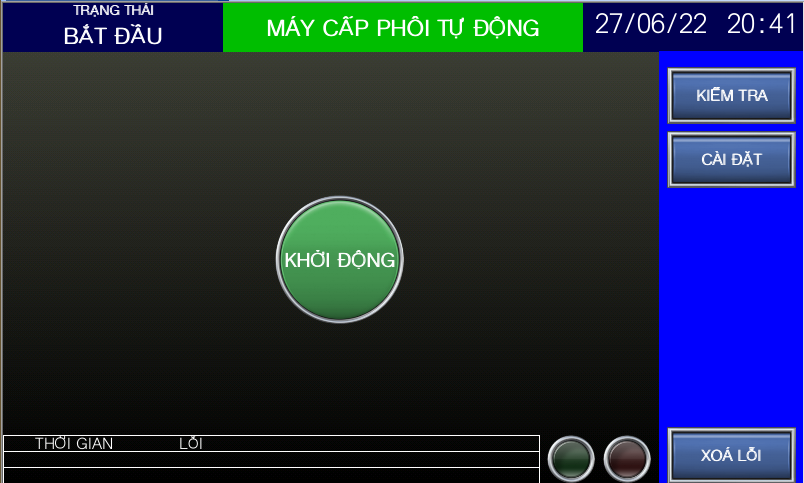 TRẠNG THÁI
BẮT ĐẦU
MÁY CẤP PHÔI TỰ ĐỘNG
27/06/22 20:41
KIỂM TRA
CÀI ĐẶT
KHỞI ĐỘNG
THỜI GIAN LỖI
XOÁ LỖI